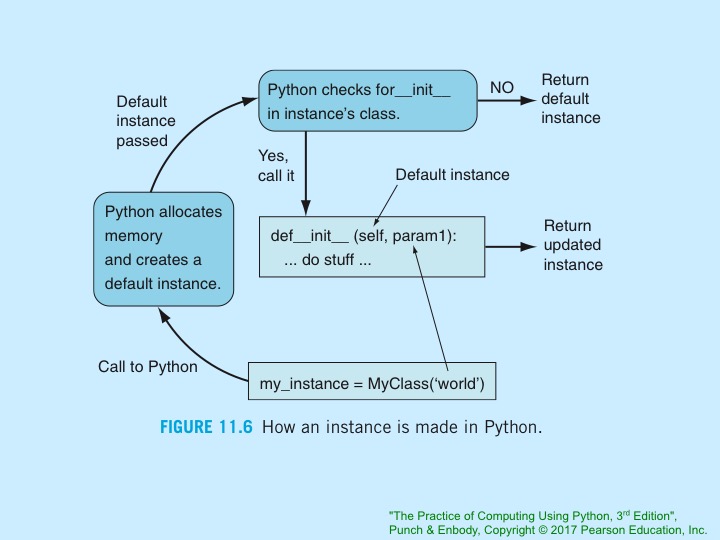 Python checks for__init__
in instance's class.
NO
Return
default
instance
Default
instance
passed
Yes,
call it
Default instance
Python allocates
memory
and creates a
default instance.
def__init__ (self, param1):
... do stuff ...
Return
updated
instance
Call to Python
my_instance = MyClass('world')
FIGURE 11.6 How an instance is made in Python.
"The Practice of Computing Using Python, 3rd Edition",
Punch & Enbody, Copyright © 2017 Pearson Education, Inc.